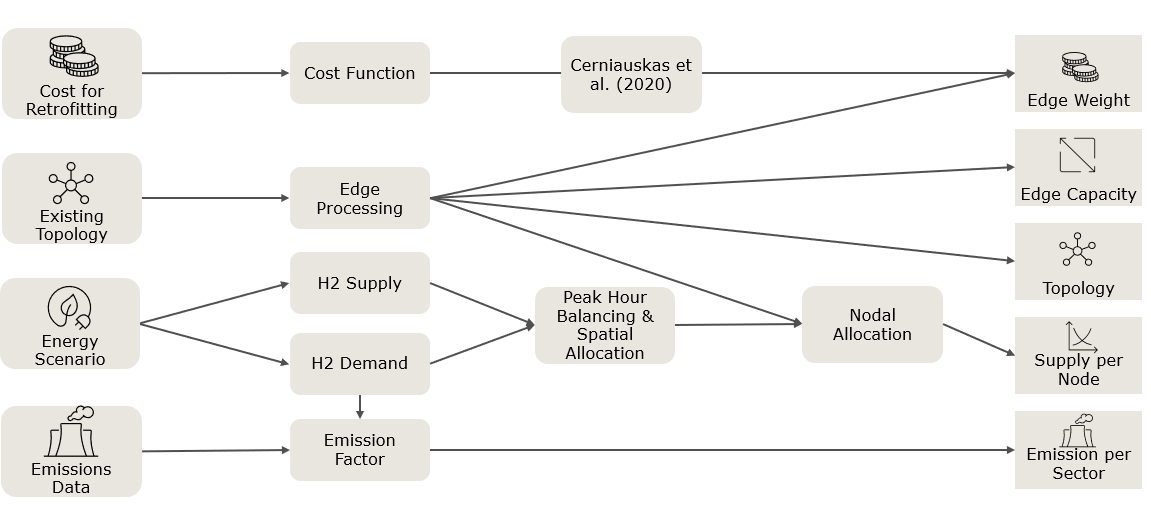 Cost for
Retrofitting
Cost Function
Cerniauskas et
al. (2020)
Edge Weight
Existing
Topology
Edge
Processing
Edge Capacity
Topology
Energy
Scenario
H2 Supply
H2 Demand
Peak Hour
Balancing &
Spatial
Allocation
Nodal
Allocation
Supply per
Node
Emissions
Data
Emission
Factor
Emission per
Sector